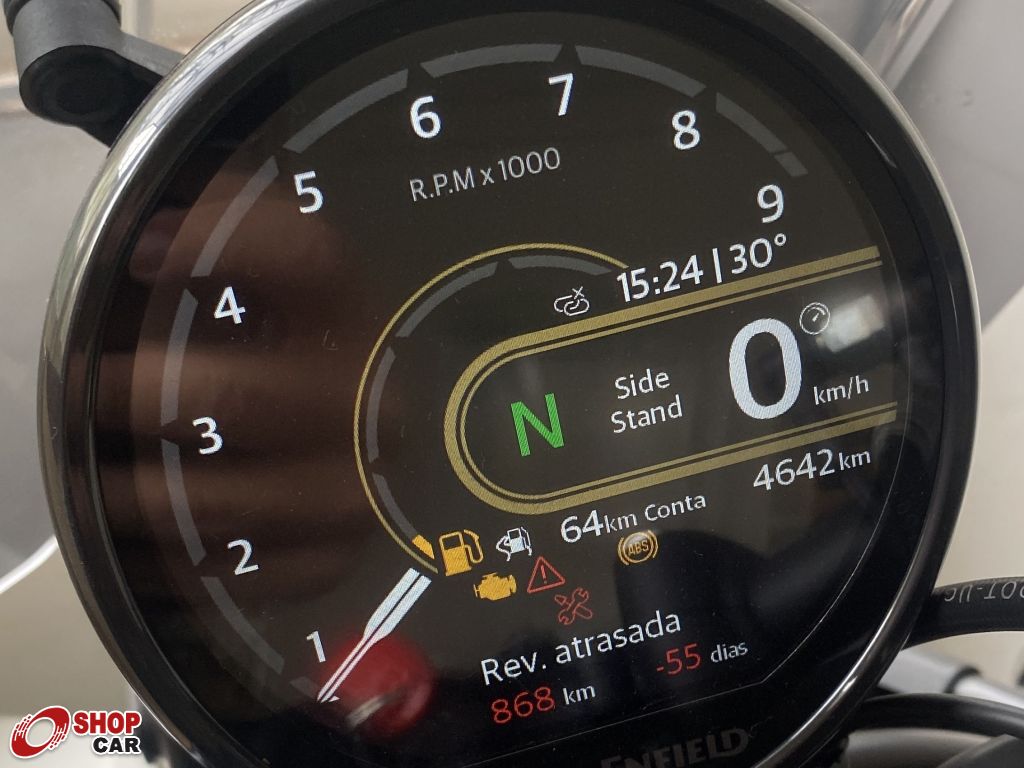 6
7
8
5
R.P.M x 1000
9
4
15:24 | 30°
3
N
Side
Stand
0
km/h
4642km
2
64km Conta
ABS
1
Rev. atrasada
868 km
-55 dias
ENFIELD
SHOP
CAR